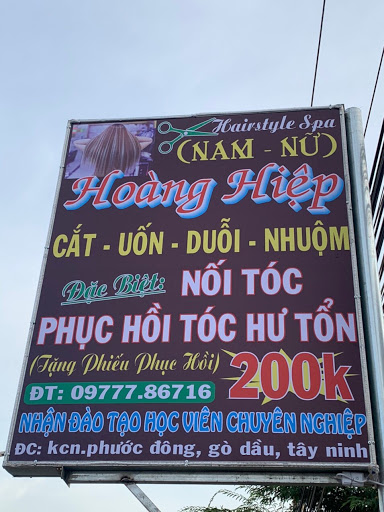 Hairstyle Spa
(NAM - NỮ)
Hoàng Hiệp
CẮT - UỐN - DUỖI - NHUỘM
Đặc Biệt: NỐI TÓC
PHỤC HỒI TÓC HƯ TỔN
(Tặng Phiếu Phục Hồi) 200k
ĐT: 09777.86716
NHẬN ĐÀO TẠO HỌC VIÊN CHUYÊN NGHIỆP
ĐC: kcn.phước đông, gò dầu, tây ninh